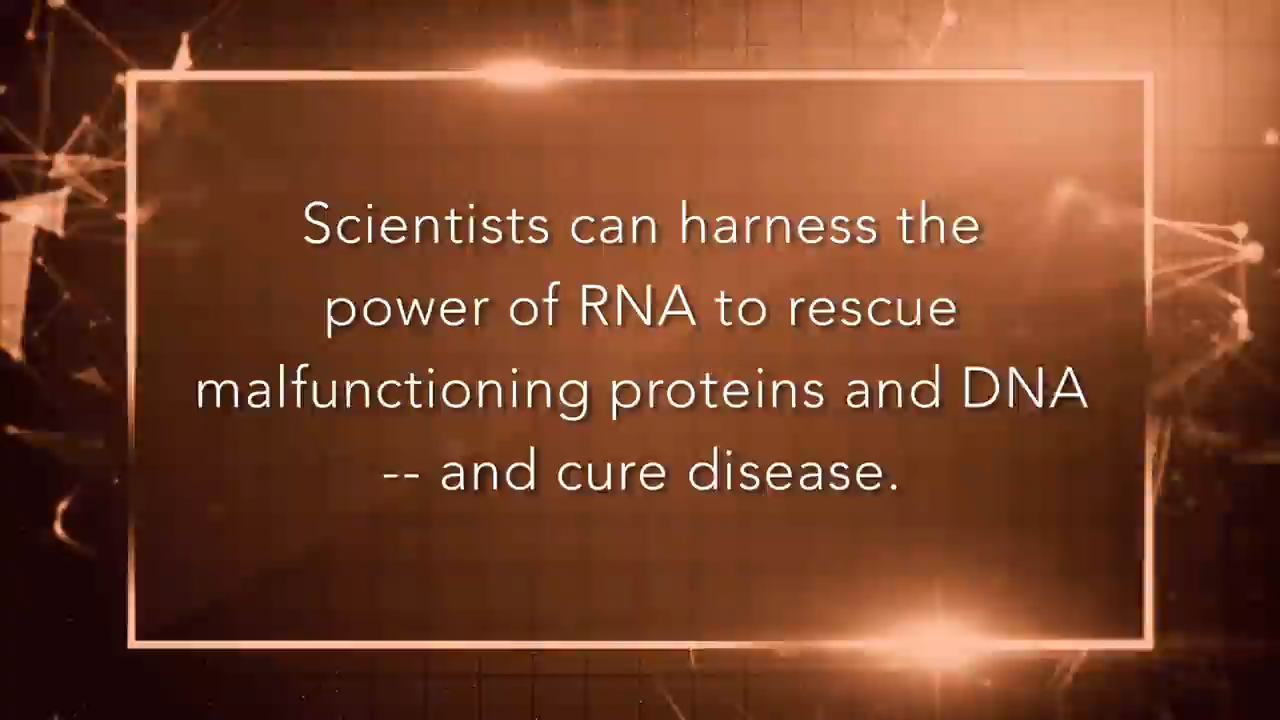 Scientists can harness the
power of RNA to rescue
malfunctioning proteins and DNA
-- and cure disease.